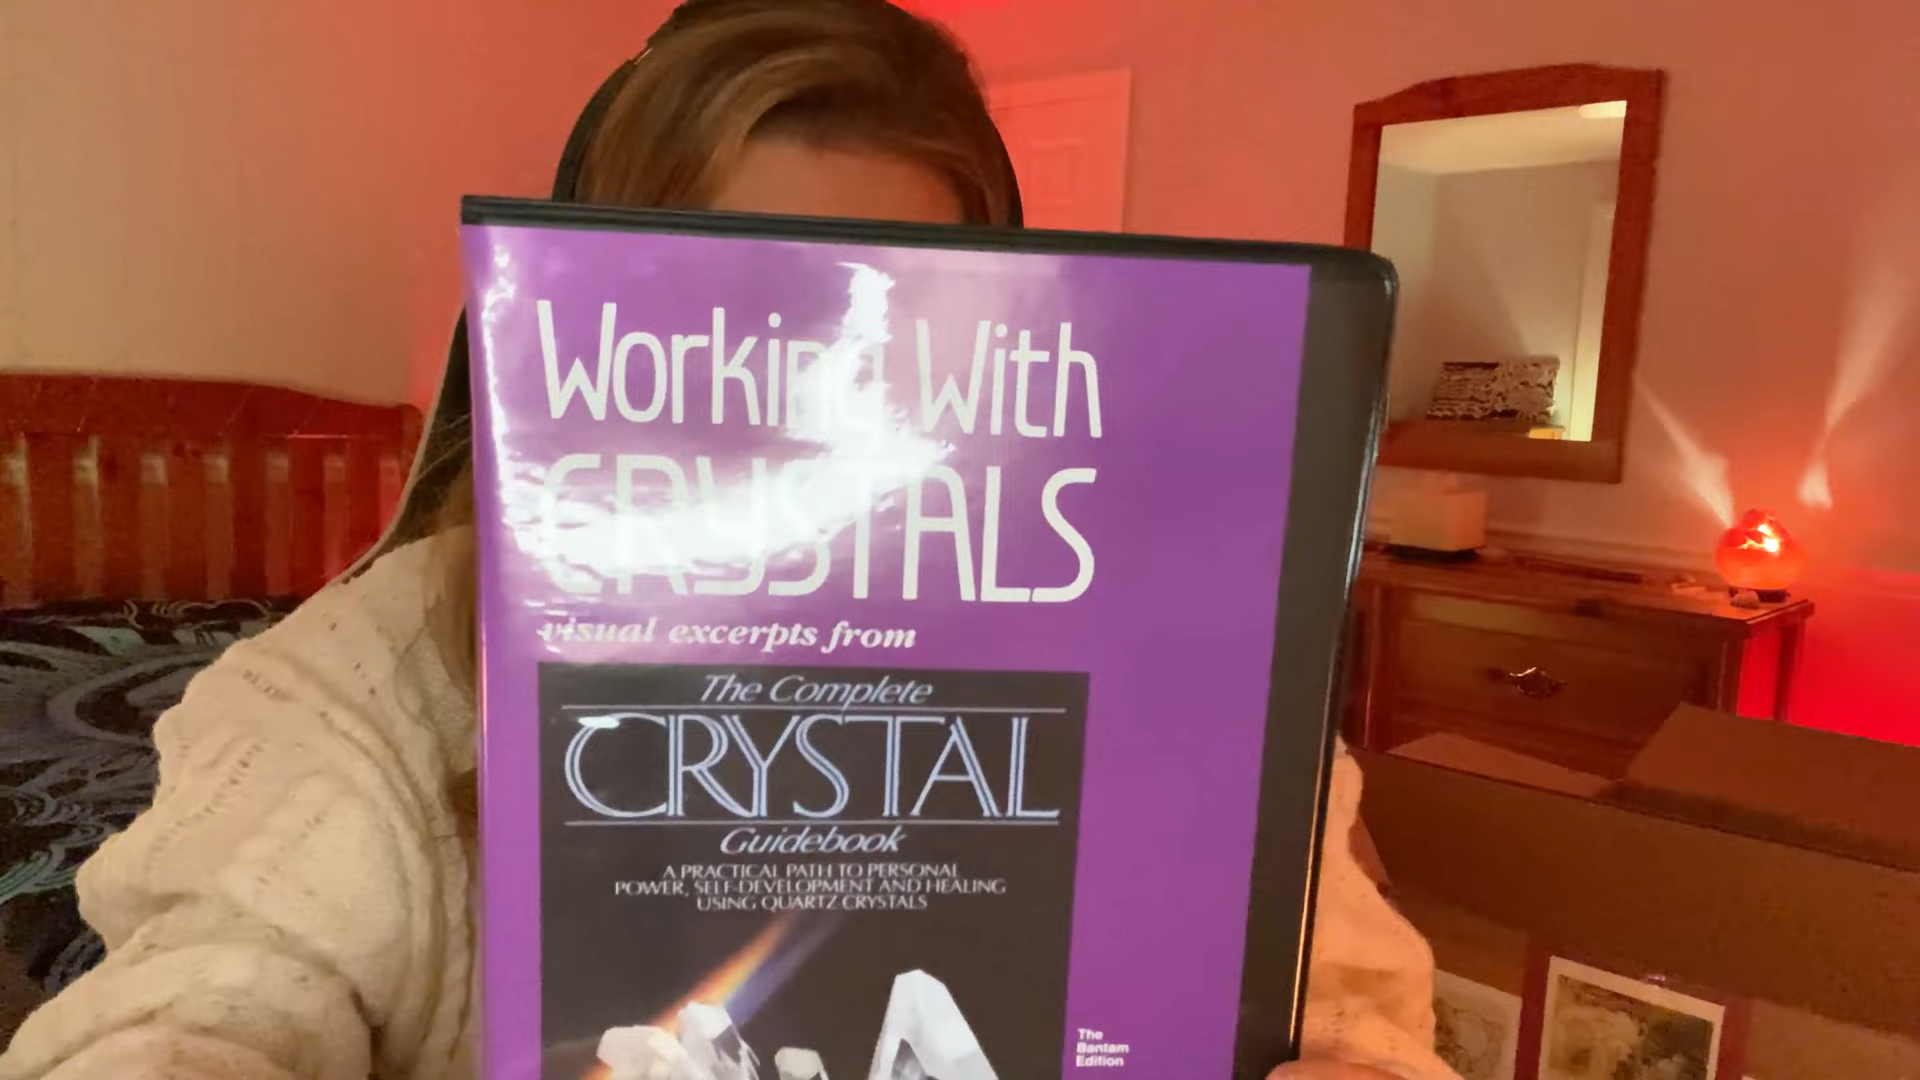 Working With
CRYSTALS
visual excerpts from
The Complete
CRYSTAL
Guidebook
A PRACTICAL PATH TO PERSONAL
POWER, SELF-DEVELOPMENT AND HEALING
USING QUARTZ CRYSTALS
The
Bantam
Edition